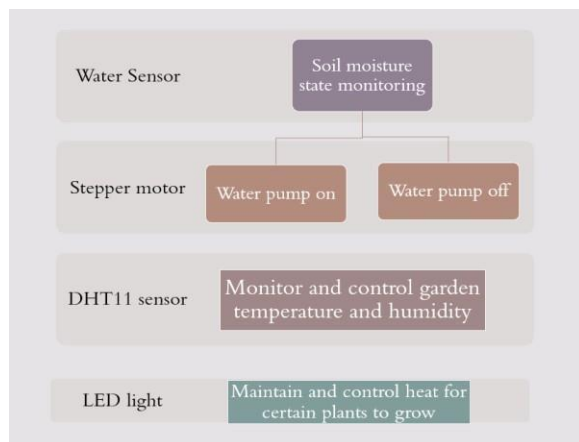 Water Sensor
Soil moisture
state monitoring
Stepper motor
Water pump on
Water pump off
DHT11 sensor
Monitor and control garden
temperature and humidity
LED light
Maintain and control heat for
certain plants to grow